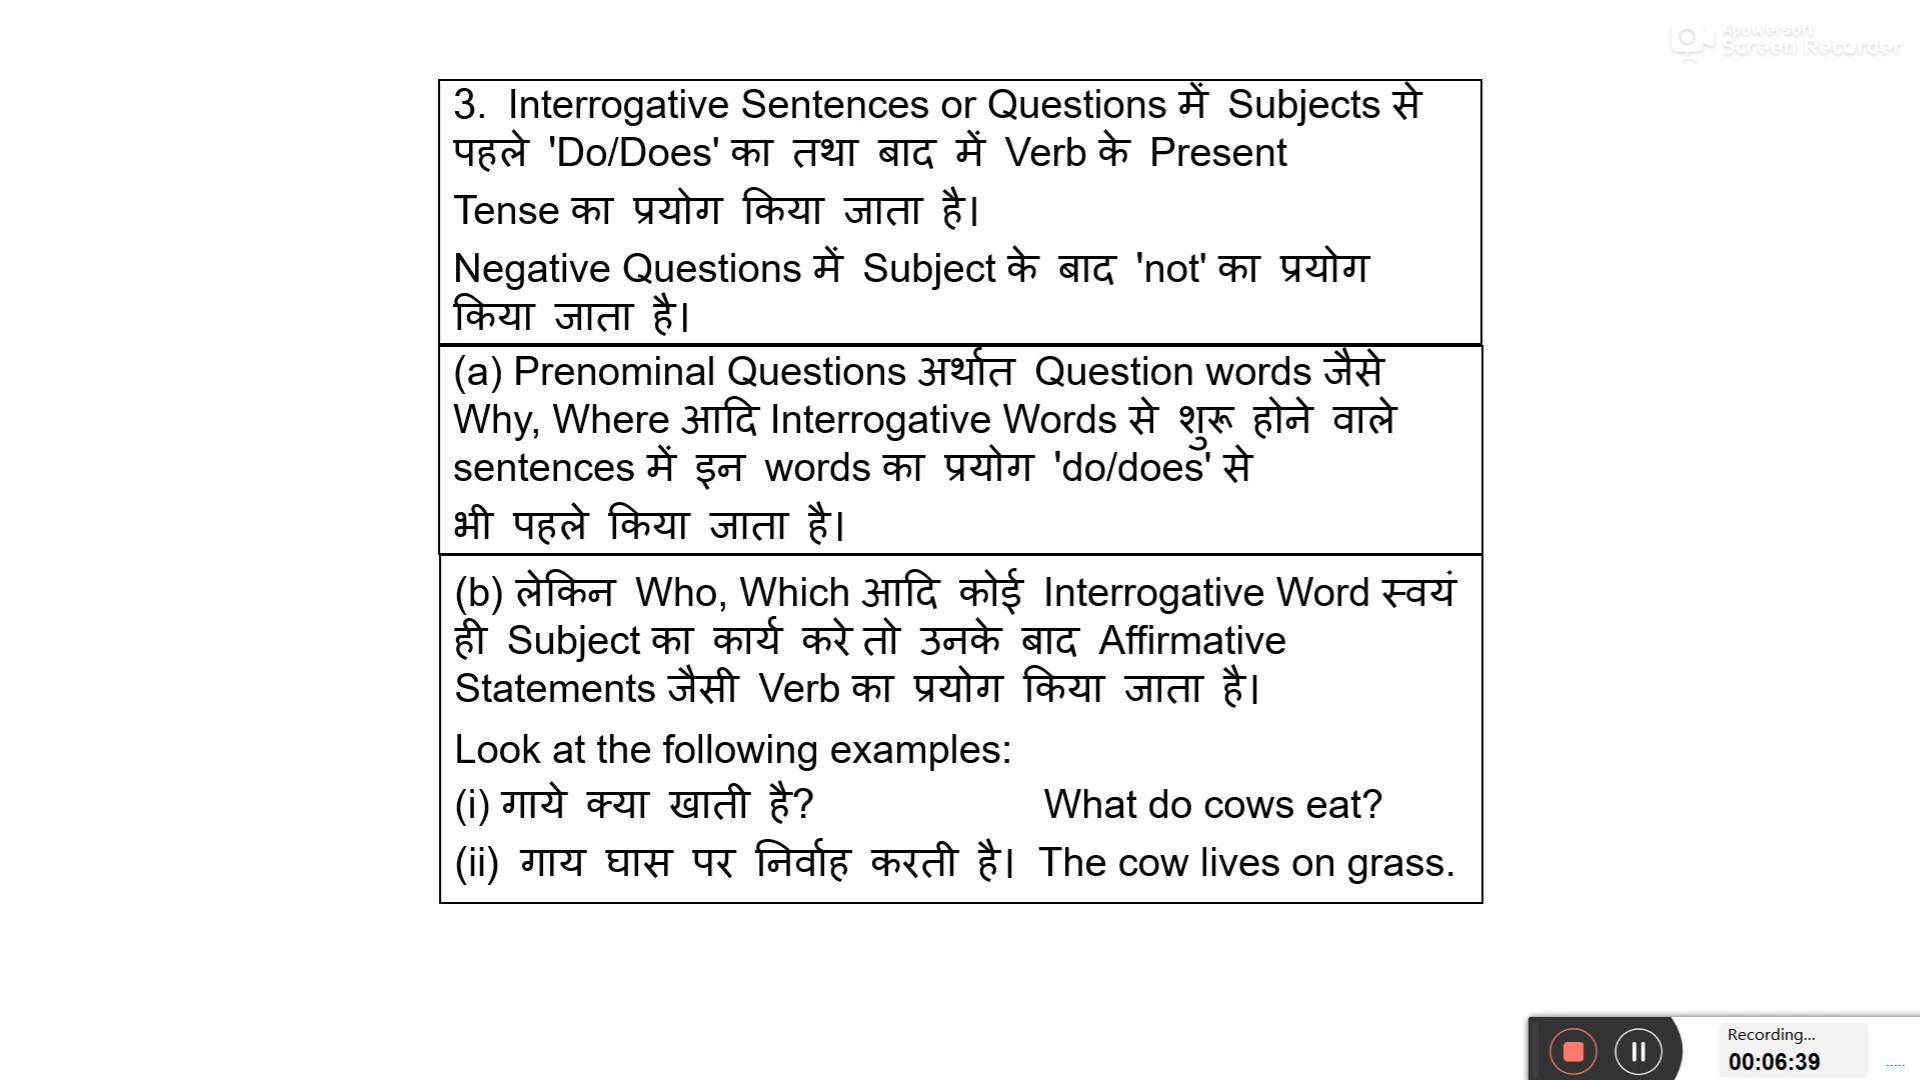 Apowersoft
Screen Recorder
3. Interrogative Sentences or Questions में Subjects से
पहले 'Do/Does' का तथा बाद में Verb के Present
Tense का प्रयोग किया जाता है।
Negative Questions में Subject के बाद 'not' का प्रयोग
किया जाता है।
(a) Prenominal Questions अर्थात Question words जैसे
Why, Where आदि Interrogative Words से शुरू होने वाले
sentences में इन words का प्रयोग 'do/does' से
भी पहले किया जाता है।
(b) लेकिन Who, Which आदि कोई Interrogative Word स्वयं
ही Subject का कार्य करे तो उनके बाद Affirmative
Statements जैसी Verb का प्रयोग किया जाता है।
Look at the following examples:
(i) गाये क्या खाती है? What do cows eat?
(ii) गाय घास पर निर्वाह करती है। The cow lives on grass.
Recording...
00:06:39